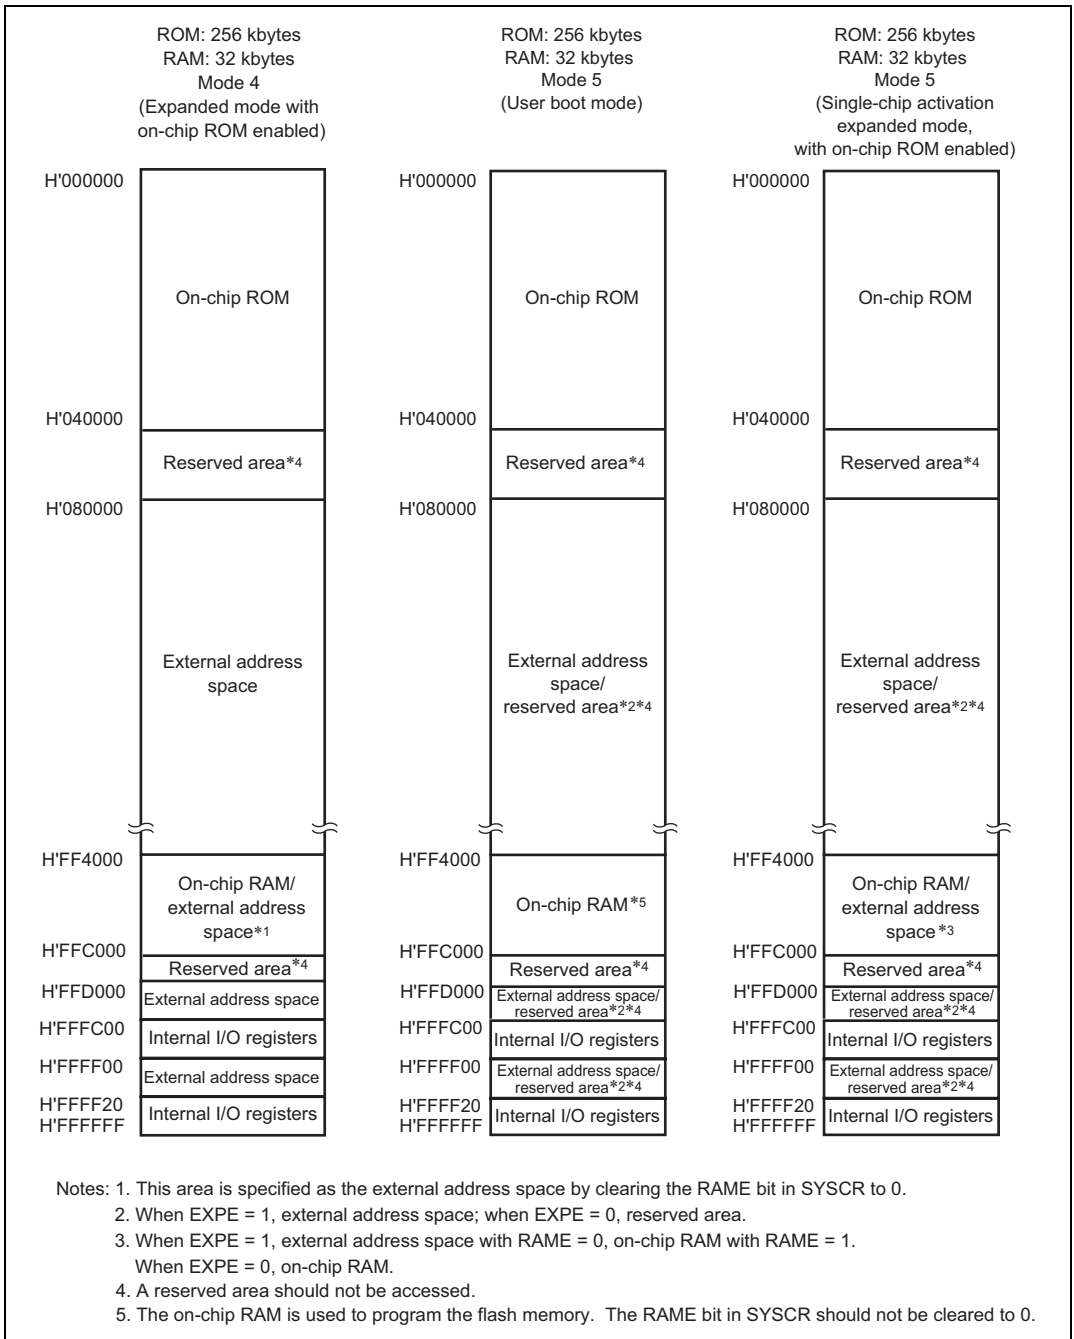 ROM: 256 kbytes
RAM: 32 kbytes
Mode 4
(Expanded mode with
on-chip ROM enabled)
H'000000
On-chip ROM
H'040000
Reserved area*4
H'080000
External address
space
H'FF4000
On-chip RAM/
external address
space*1
H'FFC000
Reserved area*4
H'FFD000
External address space
H'FFFC00
Internal I/O registers
H'FFFF00
External address space
H'FFFF20
Internal I/O registers
H'FFFFFF
ROM: 256 kbytes
RAM: 32 kbytes
Mode 5
(User boot mode)
H'000000
On-chip ROM
H'040000
Reserved area*4
H'080000
External address
space/
reserved area*2*4
H'FF4000
On-chip RAM*5
H'FFC000
Reserved area*4
H'FFD000
External address space/
reserved area*2*4
H'FFFC00
Internal I/O registers
H'FFFF00
External address space/
reserved area*2*4
H'FFFF20
Internal I/O registers
H'FFFFFF
ROM: 256 kbytes
RAM: 32 kbytes
Mode 5
(Single-chip activation
expanded mode,
with on-chip ROM enabled)
H'000000
On-chip ROM
H'040000
Reserved area*4
H'080000
External address
space/
reserved area*2*4
H'FF4000
On-chip RAM/
external address
space*3
H'FFC000
Reserved area*4
H'FFD000
External address space/
reserved area*2*4
H'FFFC00
Internal I/O registers
H'FFFF00
External address space/
reserved area*2*4
H'FFFF20
Internal I/O registers
H'FFFFFF
Notes: 1. This area is specified as the external address space by clearing the RAME bit in SYSCR to 0.
2. When EXPE = 1, external address space; when EXPE = 0, reserved area.
3. When EXPE = 1, external address space with RAME = 0, on-chip RAM with RAME = 1.
When EXPE = 0, on-chip RAM.
4. A reserved area should not be accessed.
5. The on-chip RAM is used to program the flash memory. The RAME bit in SYSCR should not be cleared to 0.